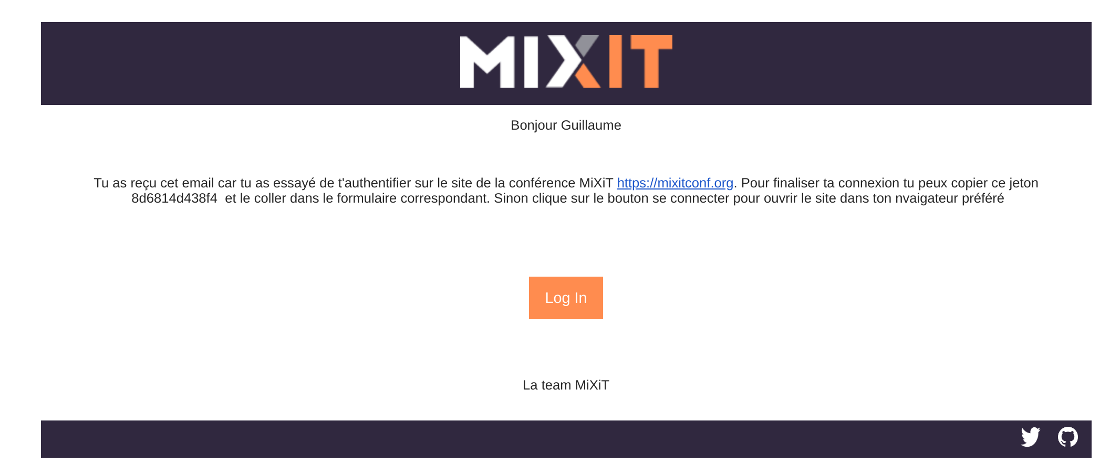 MIXIT
Bonjour Guillaume
Tu as reçu cet email car tu as essayé de t'authentifier sur le site de la conférence MiXiT https://mixitconf.org. Pour finaliser ta connexion tu peux copier ce jeton
8d6814d438f4 et le coller dans le formulaire correspondant. Sinon clique sur le bouton se connecter pour ouvrir le site dans ton nvaigateur préféré
Log In
La team MiXiT